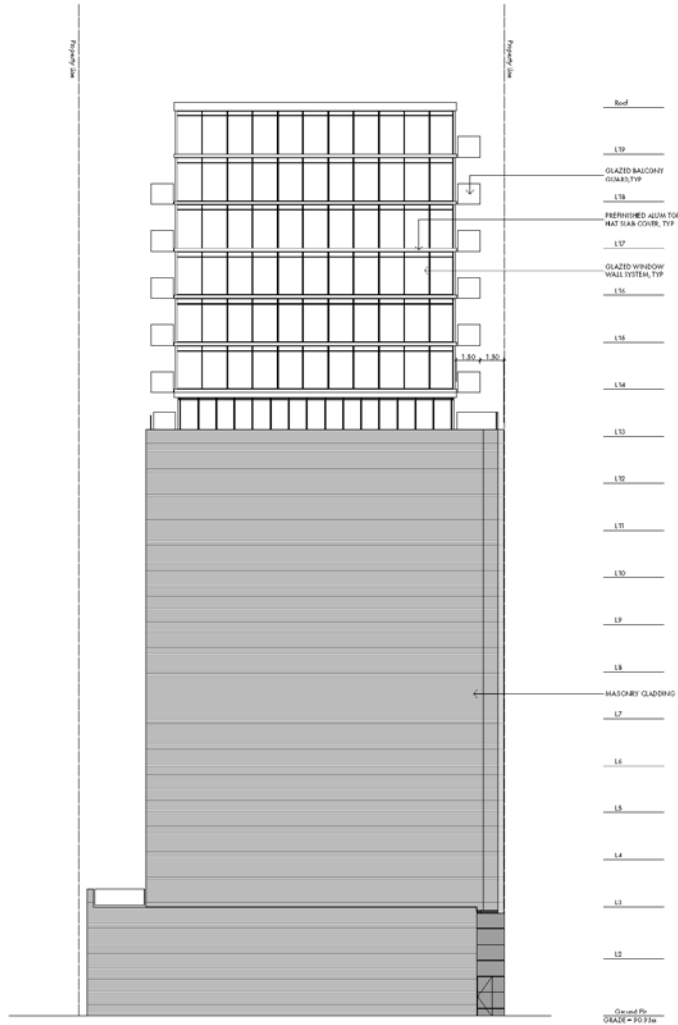 Property Line
Property Line
Roof
L19
GLAZED BALCONY
GUARD, TYP
L18
PREFINISHED ALUM TOP
HAT SLAB COVER, TYP
L17
GLAZED WINDOW
WALL SYSTEM, TYP
L16
L15
1.50
1.50
L14
L13
L12
L11
L10
L9
L8
MASONRY CLADDING
L7
L6
L5
L4
L3
L2
Ground Flr
GRADE = 90.95m